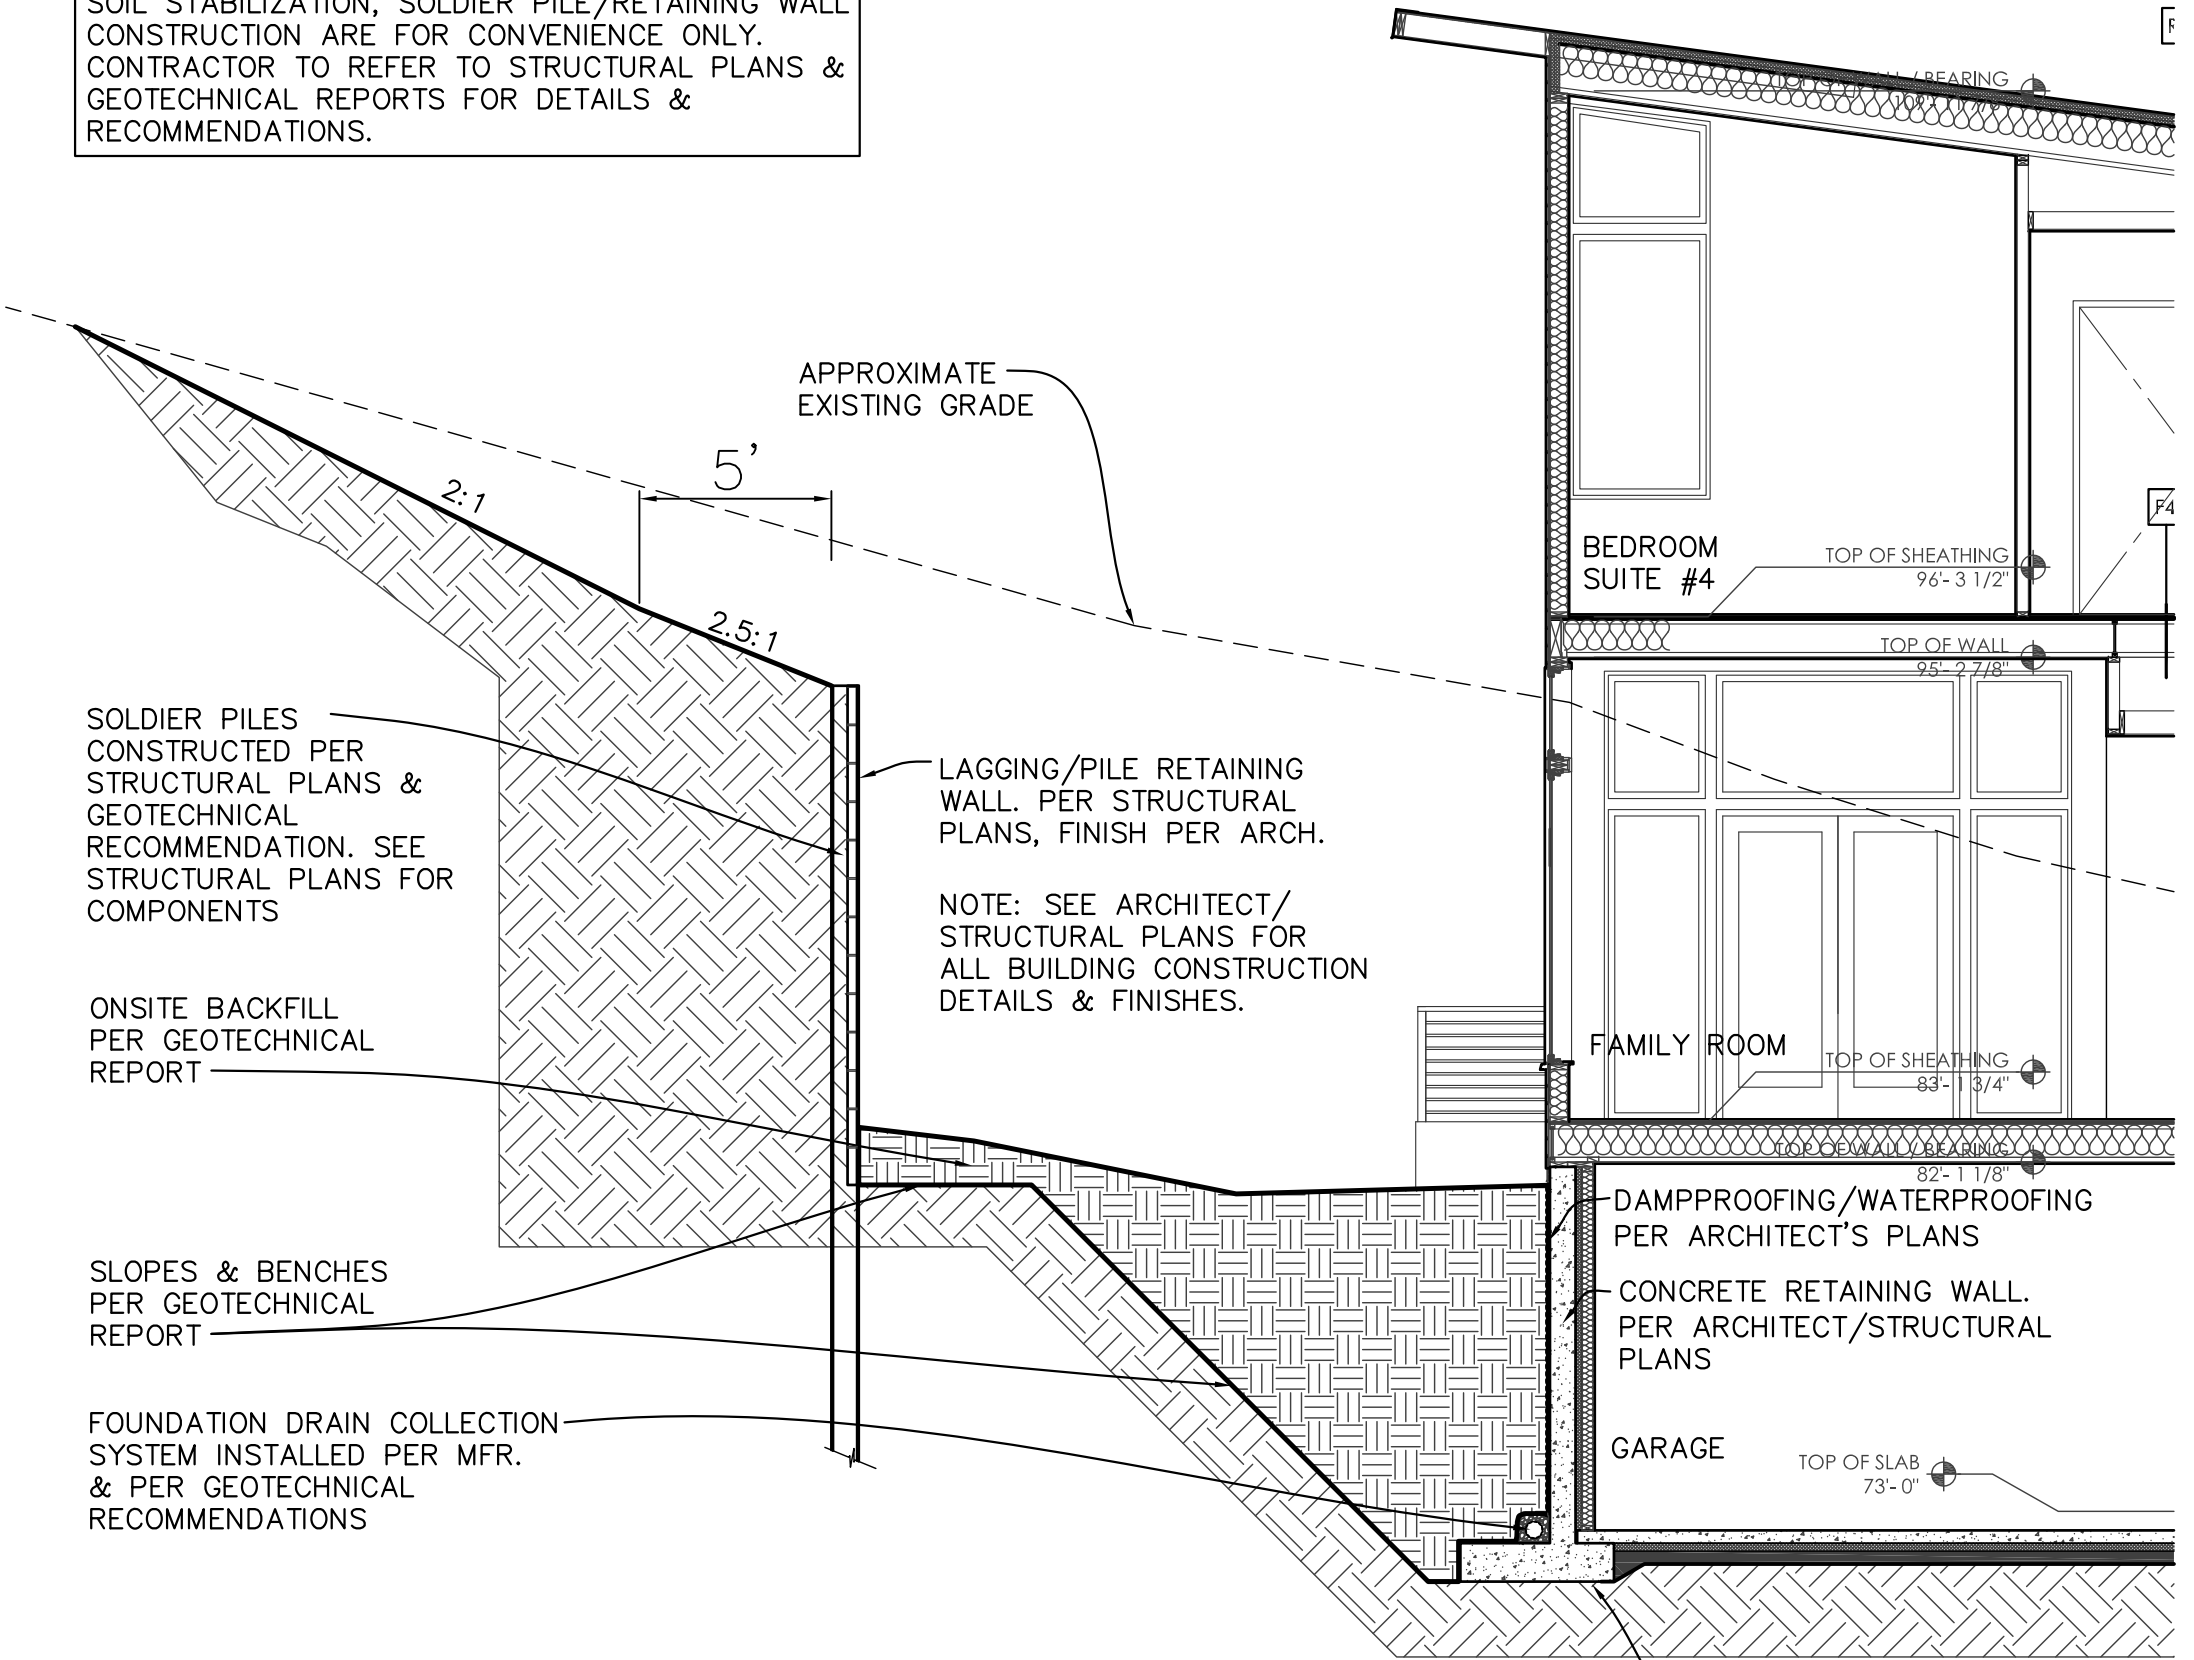 SOIL STABILIZATION, SOLDIER PILE/RETAINING WALL
CONSTRUCTION ARE FOR CONVENIENCE ONLY.
CONTRACTOR TO REFER TO STRUCTURAL PLANS &
GEOTECHNICAL REPORTS FOR DETAILS &
RECOMMENDATIONS.
APPROXIMATE
EXISTING GRADE
5'
2:1
2.5:1
SOLDIER PILES
CONSTRUCTED PER
STRUCTURAL PLANS &
GEOTECHNICAL
RECOMMENDATION. SEE
STRUCTURAL PLANS FOR
COMPONENTS
LAGGING/PILE RETAINING
WALL. PER STRUCTURAL
PLANS, FINISH PER ARCH.
NOTE: SEE ARCHITECT/
STRUCTURAL PLANS FOR
ALL BUILDING CONSTRUCTION
DETAILS & FINISHES.
ONSITE BACKFILL
PER GEOTECHNICAL
REPORT
SLOPES & BENCHES
PER GEOTECHNICAL
REPORT
FOUNDATION DRAIN COLLECTION
SYSTEM INSTALLED PER MFR.
& PER GEOTECHNICAL
RECOMMENDATIONS
TOP OF WALL / BEARING
BEDROOM
SUITE #4
TOP OF SHEATHING
96'- 3 1/2"
F4
TOP OF WALL
95'- 2 7/8"
FAMILY ROOM
TOP OF SHEATHING
83'- 1 3/4"
TOP OF WALL / BEARING
82'- 1 1/8"
DAMPPROOFING/WATERPROOFING
PER ARCHITECT'S PLANS
CONCRETE RETAINING WALL.
PER ARCHITECT/STRUCTURAL
PLANS
GARAGE
TOP OF SLAB
73'- 0"